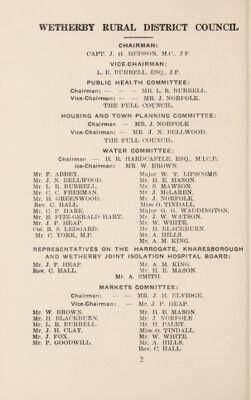 WETHERBY RURAL DISTRICT COUNCIL
CHAIRMAN:
CAPT. J. H. HUDSON, M.C., J.P.
VICE-CHAIRMAN:
L. R. BURRELL, ESQ., J.P.
PUBLIC HEALTH COMMITTEE:
Chairman: — — — MR. L. R. BURRELL.
Vice-Chairman: — — MR. J. NORFOLK.
THE FULL COUNCIL.
HOUSING AND TOWN PLANNING COMMITTEE:
Chairman — MR. J. NORFOLK
Vice-Chairman: — MR. J. N. BELLWOOD.
THE FULL COUNCIL.
WATER COMMITTEE:
Chairman — H. R. HARDCASTLE, ESQ., M.I.C.E.
Vice-Chairman: MR. W. BROWN.
Mr. F. ABBEY. Major W. T. LIPSCOMB.
Mr. J. N. BELLWOOD. Mr. H. E. MASON.
Mr. L. R. BURRELL. Mr. S. MAWSON.
Mr. C. C. FREEMAN. Mr. J. McLAREN.
Mr. H. GREENWOOD. Mr. J. NORFOLK.
Rev. C. HALL. Miss O. TINDALL.
Mr. C. P. HARE. Major G. G. WADDINGTON.
Mr. E. FITZ-GERALD HART. Mr. J. W. WATSON.
Mr. J. P. HEAP Mr. W. WHITE.
Col. R. S. LEDGARD. Mr. H. BLACKBURN.
Mr. C. YORK, M.P. Mr. A. HILLS.
Mr. A. M. KING.
REPRESENTATIVES ON THE HARROGATE, KNARESBOROUGH
AND WETHERBY JOINT ISOLATION HOSPITAL BOARD:
Mr. J. P. HEAP. Mr. A. M. KING.
Rev. C. HALL. Mr. H. E. MASON.
Mr. A. SMITH.
MARKETS COMMITTEE:
Chairman: — — MR. J. H. ELVIDGE.
Vice-Chairman: — Mr. J. P. HEAP.
Mr. W. BROWN. Mr. H. E. MASON.
Mr. H. BLACKBURN. Mr. J. NORFOLK.
Mr. L. R. BURRELL. Mr. H. PALEY.
Mr. J. H. CLAY. Miss O. TINDALL.
Mr. J. FOX. Mr. W. WHITE.
Mr. P. GOODWILL. Mr. A. HILLS.
Rev. C. HALL.
2